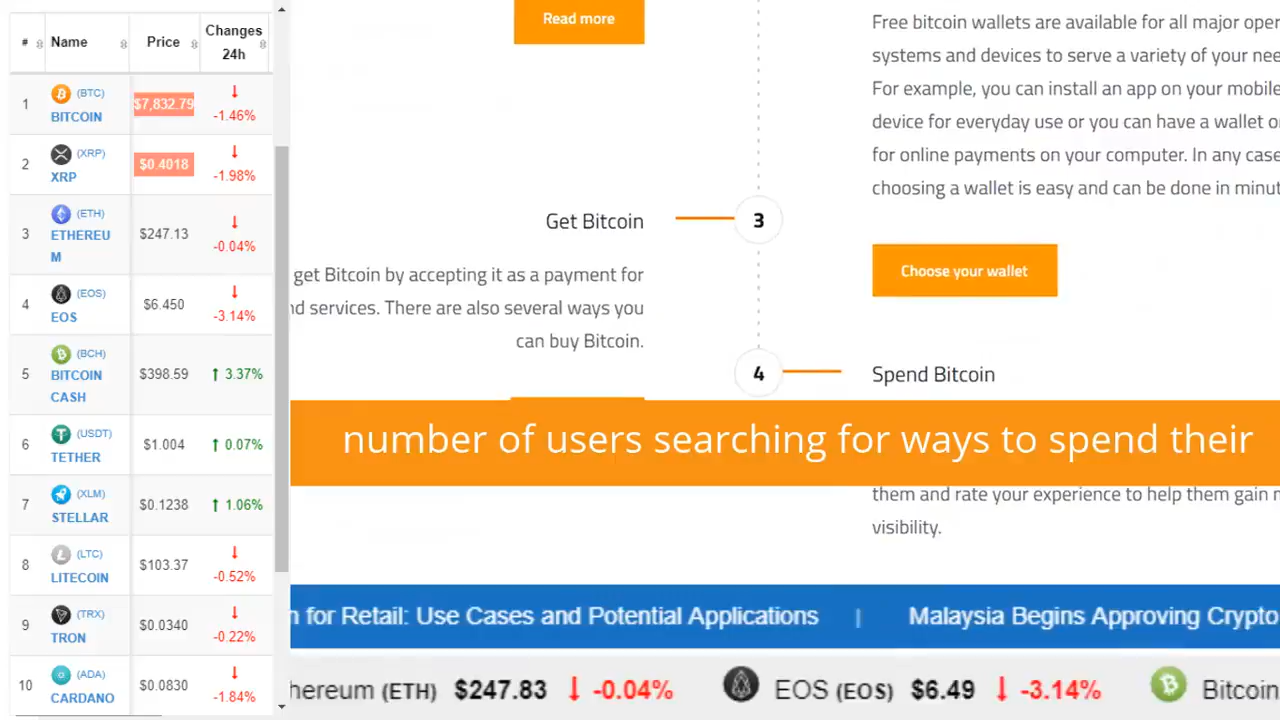 # Name Price Changes 24h
1 (BTC) BITCOIN $7,832.79 -1.46%
2 (XRP) XRP $0.4018 -1.98%
3 (ETH) ETHEREUM $247.13 -0.04%
4 (EOS) EOS $6.450 -3.14%
5 (BCH) BITCOIN CASH $398.59 3.37%
6 (USDT) TETHER $1.004 0.07%
7 (XLM) STELLAR $0.1238 1.06%
8 (LTC) LITECOIN $103.37 -0.52%
9 (TRX) TRON $0.0340 -0.22%
10 (ADA) CARDANO $0.0830 -1.84%
Read more
Get Bitcoin
get Bitcoin by accepting it as a payment for
services. There are also several ways you
can buy Bitcoin.
Free bitcoin wallets are available for all major
systems and devices to serve a variety of your
For example, you can install an app on your mobile
device for everyday use or you can have a wallet
for online payments on your computer. In any case
choosing a wallet is easy and can be done in
3
Choose your wallet
4
Spend Bitcoin
number of users searching for ways to spend their
them and rate your experience to help them gain
visibility.
for Retail: Use Cases and Potential Applications | Malaysia Begins Approving
(ETH) $247.83 -0.04% EOS (EOS) $6.49 -3.14% Bitcoin